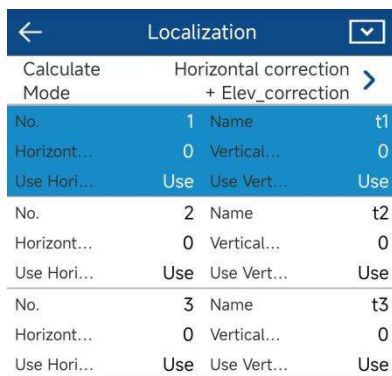 Localization
Calculate Mode Horizontal correction + Elev_correction
No. 1 Name t1
Horizont... 0 Vertical... 0
Use Hori... Use Use Vert... Use
No. 2 Name t2
Horizont... 0 Vertical... 0
Use Hori... Use Use Vert... Use
No. 3 Name t3
Horizont... 0 Vertical... 0
Use Hori... Use Use Vert... Use